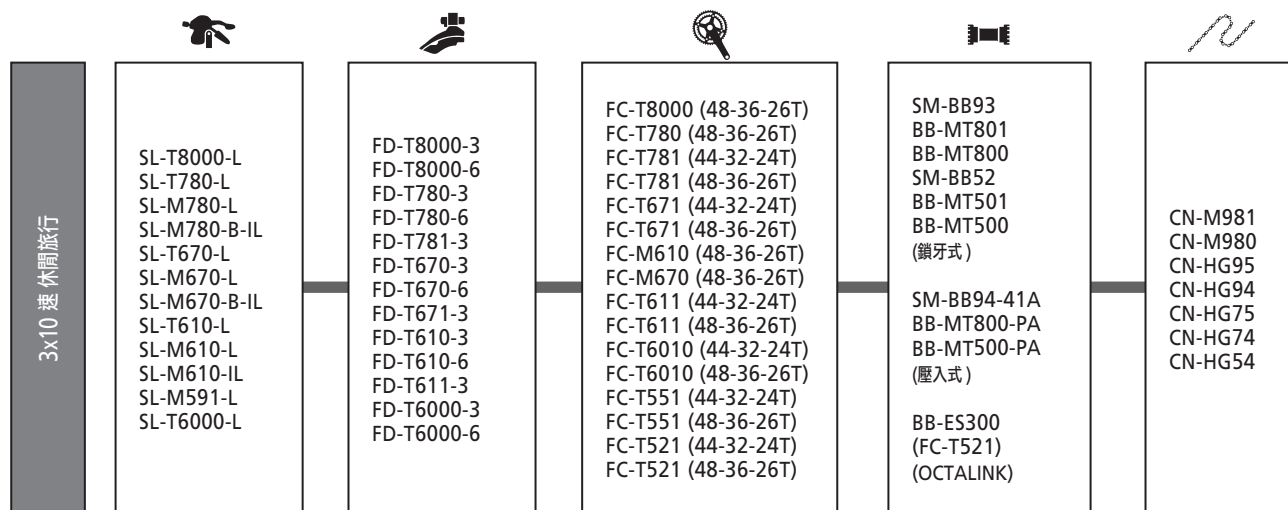 3x10 速 休閒旅行
SL-T8000-L
SL-T780-L
SL-M780-L
SL-M780-B-IL
SL-T670-L
SL-M670-L
SL-M670-B-IL
SL-T610-L
SL-M610-L
SL-M610-IL
SL-M591-L
SL-T6000-L
FD-T8000-3
FD-T8000-6
FD-T780-3
FD-T780-6
FD-T781-3
FD-T670-3
FD-T670-6
FD-T671-3
FD-T610-3
FD-T610-6
FD-T611-3
FD-T6000-3
FD-T6000-6
FC-T8000 (48-36-26T)
FC-T780 (48-36-26T)
FC-T781 (44-32-24T)
FC-T781 (48-36-26T)
FC-T671 (44-32-24T)
FC-T671 (48-36-26T)
FC-M610 (48-36-26T)
FC-M670 (48-36-26T)
FC-T611 (44-32-24T)
FC-T611 (48-36-26T)
FC-T6010 (44-32-24T)
FC-T6010 (48-36-26T)
FC-T551 (44-32-24T)
FC-T551 (48-36-26T)
FC-T521 (44-32-24T)
FC-T521 (48-36-26T)
SM-BB93
BB-MT801
BB-MT800
SM-BB52
BB-MT501
BB-MT500
(鎖牙式 )
SM-BB94-41A
BB-MT800-PA
BB-MT500-PA
(壓入式 )
BB-ES300
(FC-T521)
(OCTALINK)
CN-M981
CN-M980
CN-HG95
CN-HG94
CN-HG75
CN-HG74
CN-HG54